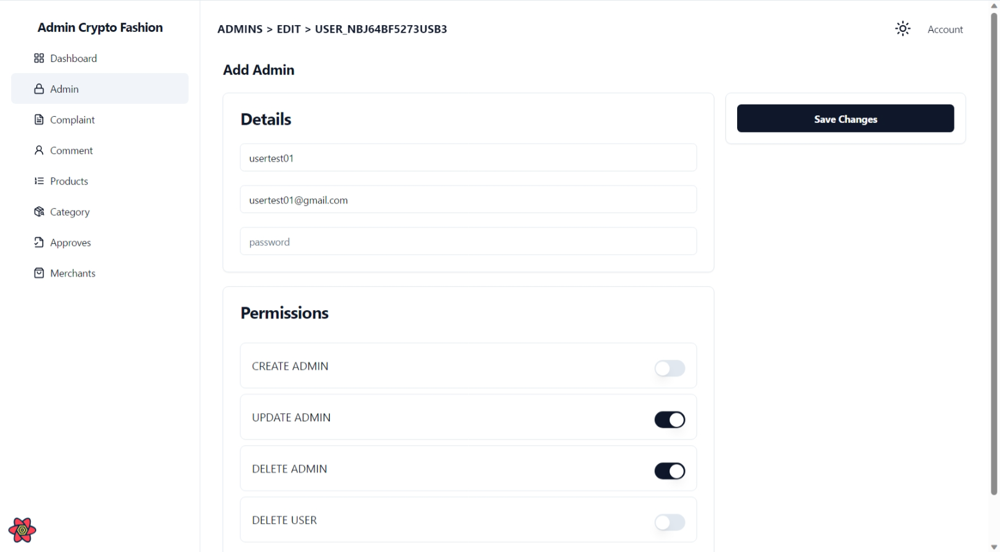 Admin Crypto Fashion
Dashboard
Admin
Complaint
Comment
Products
Category
Approves
Merchants
ADMINS > EDIT > USER_NBJ64BF5273USB3
Account
Add Admin
Details
usertest01
usertest01@gmail.com
password
Save Changes
Permissions
CREATE ADMIN
UPDATE ADMIN
DELETE ADMIN
DELETE USER